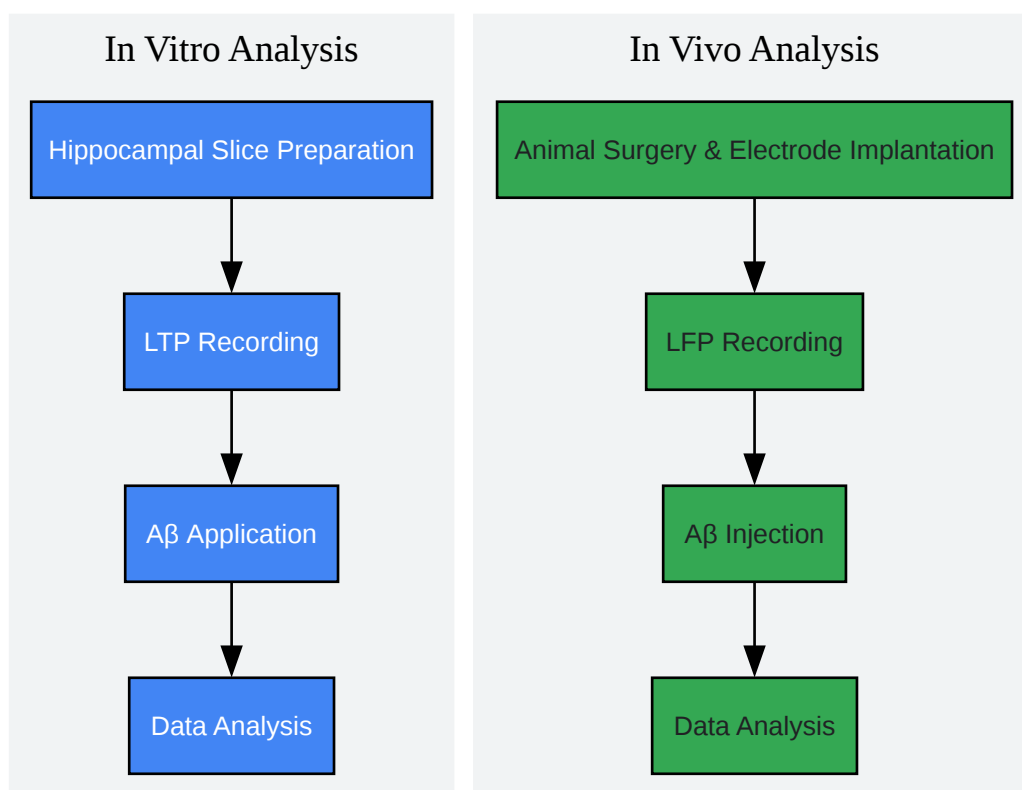 In Vitro Analysis
Hippocampal Slice Preparation
LTP Recording
Aβ Application
Data Analysis
In Vivo Analysis
Animal Surgery & Electrode Implantation
LFP Recording
Aβ Injection
Data Analysis